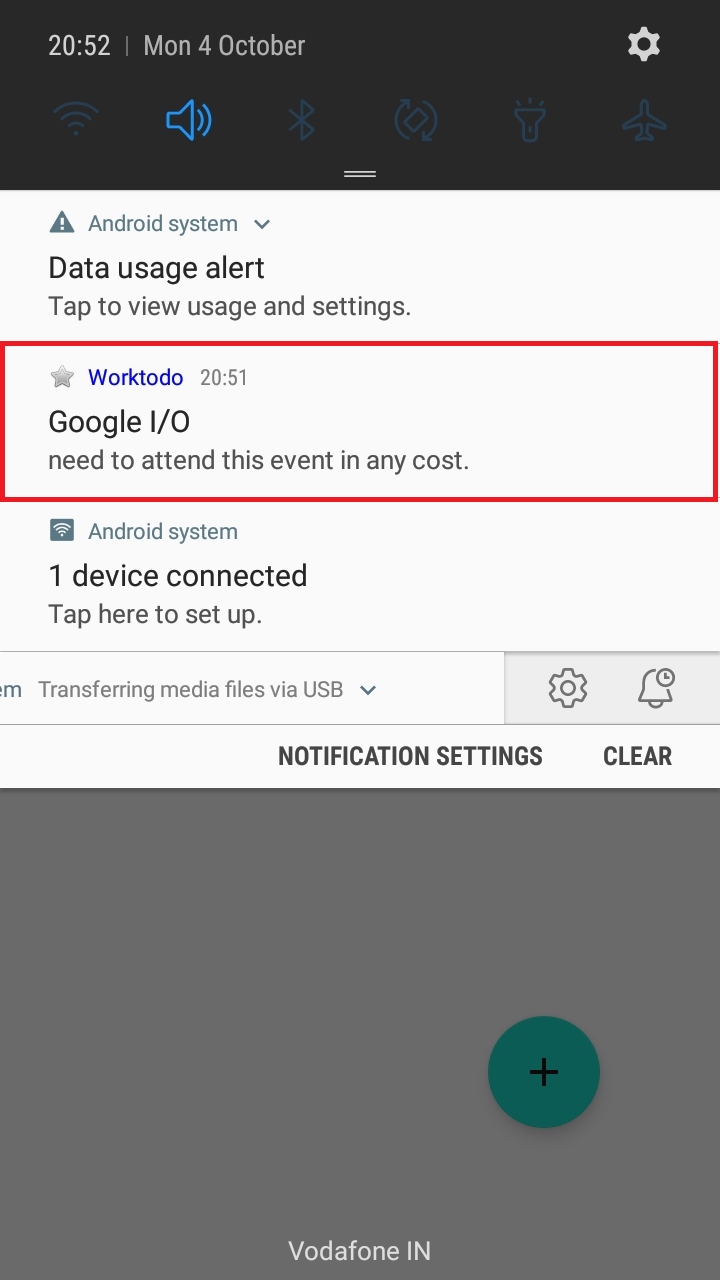 20:52 | Mon 4 October
Android system
Data usage alert
Tap to view usage and settings.
Worktodo 20:51
Google I/O
need to attend this event in any cost.
Android system
1 device connected
Tap here to set up.
em Transferring media files via USB
NOTIFICATION SETTINGS CLEAR
Vodafone IN